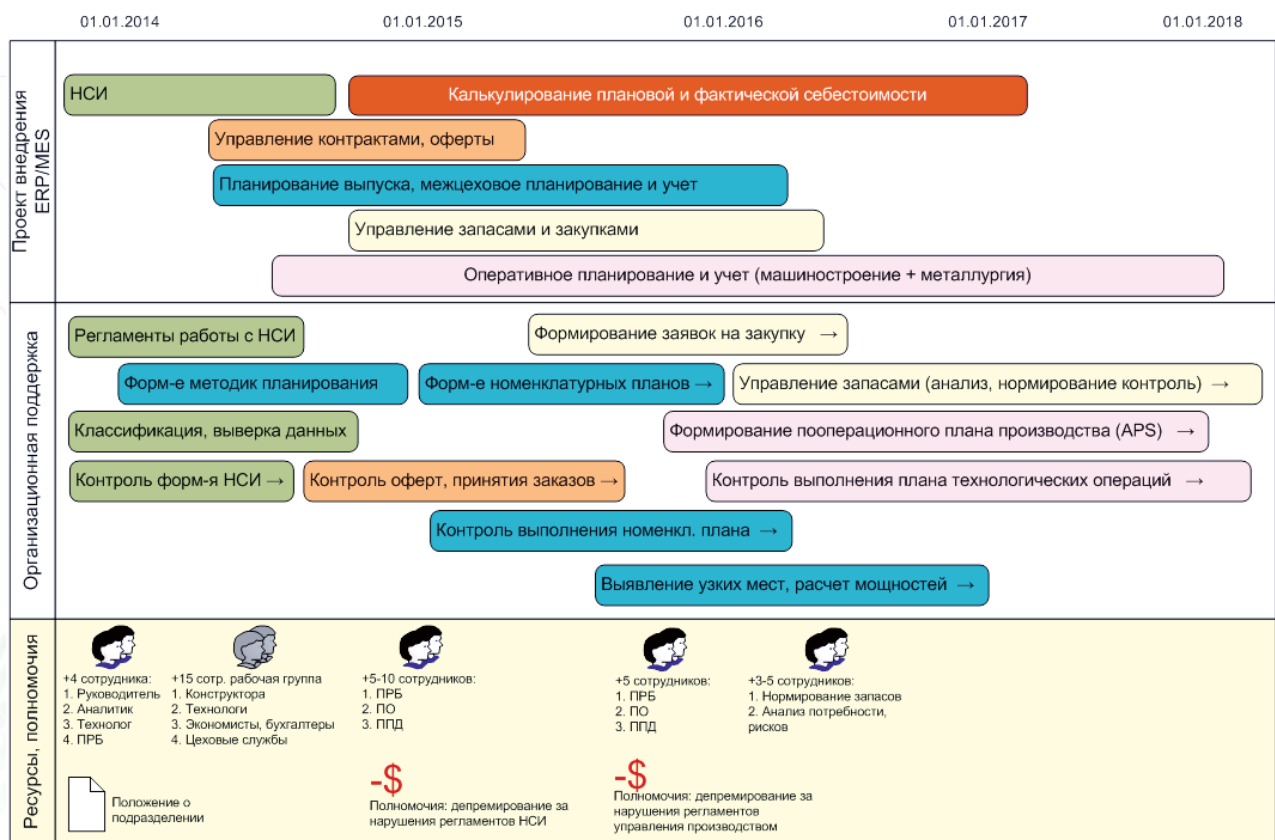 01.01.2014
01.01.2015
01.01.2016
01.01.2017
01.01.2018
Проект внедрения
ERP/MES
НСИ
Калькулирование плановой и фактической себестоимости
Управление контрактами, оферты
Планирование выпуска, межцеховое планирование и учет
Управление запасами и закупками
Оперативное планирование и учет (машиностроение + металлургия)
Организационная поддержка
Регламенты работы с НСИ
Формирование заявок на закупку →
Форм-е методик планирования
Форм-е номенклатурных планов →
Управление запасами (анализ, нормирование контроль) →
Классификация, выверка данных
Формирование пооперационного плана производства (APS) →
Контроль форм-я НСИ →
Контроль оферт, принятия заказов →
Контроль выполнения плана технологических операций →
Контроль выполнения номенкл. плана →
Выявление узких мест, расчет мощностей →
Ресурсы, полномочия
+4 сотрудника:
1. Руководитель
2. Аналитик
3. Технолог
4. ПРБ
+15 сотр. рабочая группа
1. Конструктора
2. Технологи
3. Экономисты, бухгалтеры
4. Цеховые службы
+5-10 сотрудников:
1. ПРБ
2. ПО
3. ППД
+5 сотрудников:
1. ПРБ
2. ПО
3. ППД
+3-5 сотрудников:
1. Нормирование запасов
2. Анализ потребности,
рисков
Положение о
подразделении
-$
Полномочия: депремирование за
нарушения регламентов НСИ
-$
Полномочия: депремирование за
нарушение регламентов
управления производством